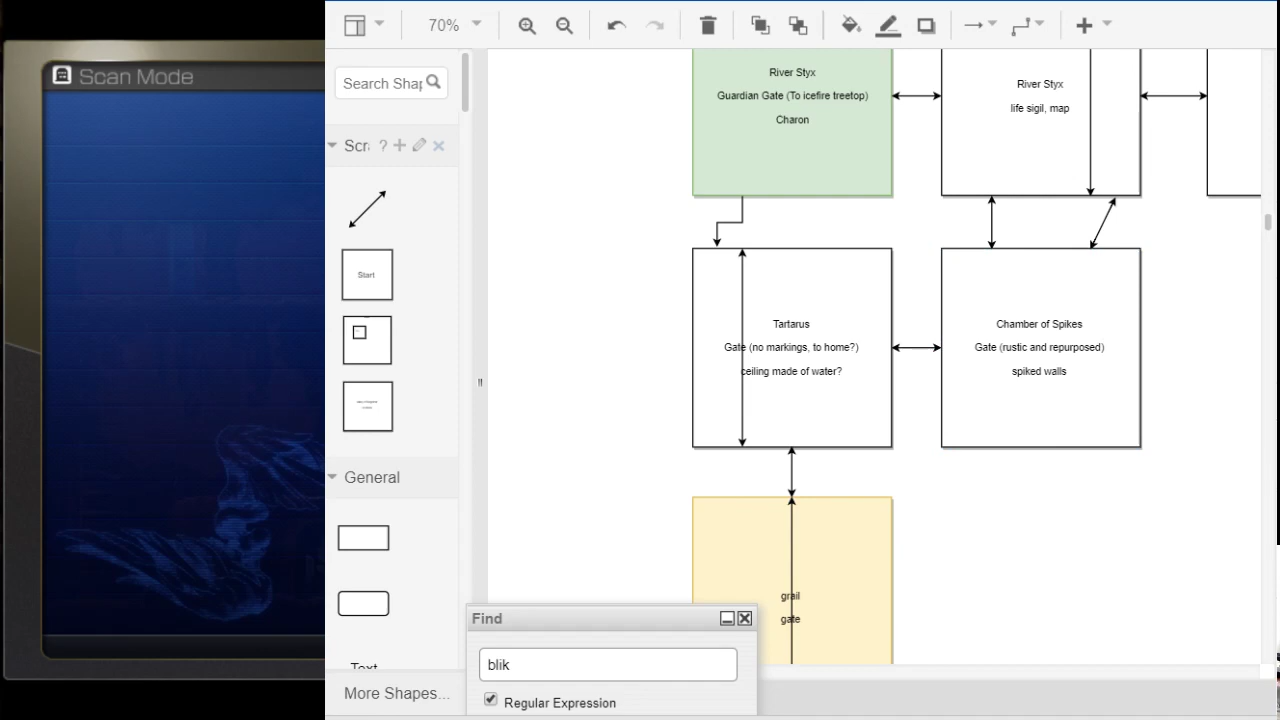 Scan Mode
70%
Search Shap
Scra
?
Start
General
Text
More Shapes...
River Styx
Guardian Gate (To icefire treetop)
Charon
River Styx
life sigil, map
Tartarus
Gate (no markings, to home?)
ceiling made of water?
Chamber of Spikes
Gate (rustic and repurposed)
spiked walls
grail
gate
Find
blik
Regular Expression